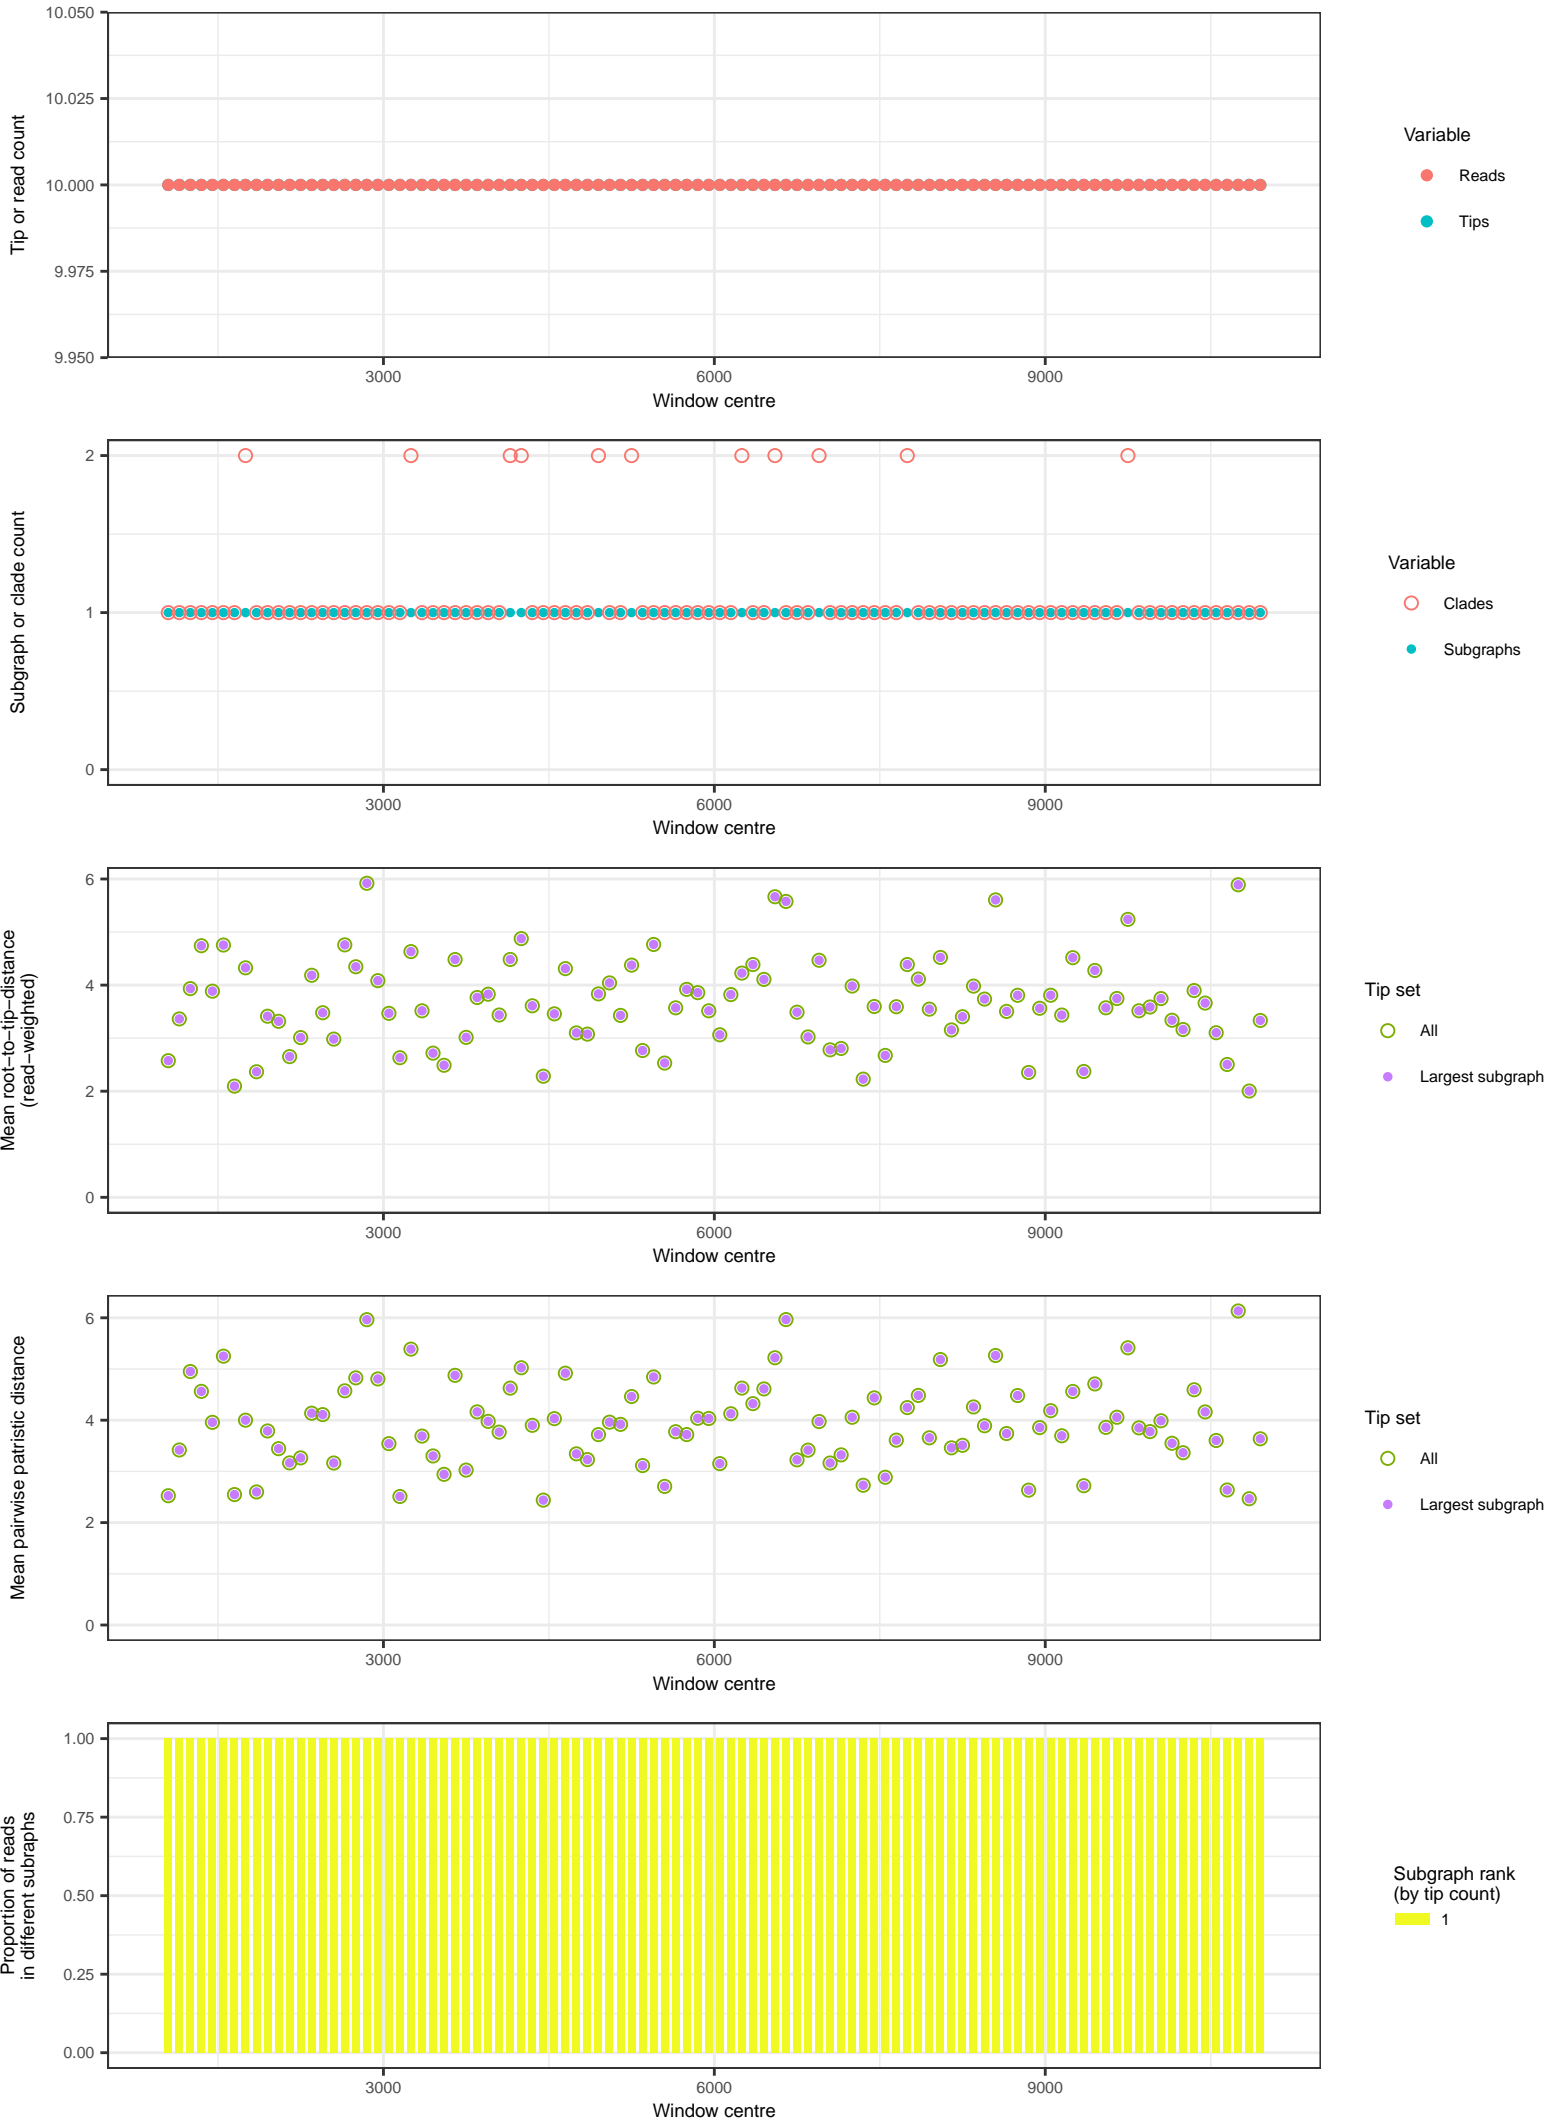 10.050
10.025
10.000
9.975
9.950
Tip or read count
3000 6000 9000
Window centre
Variable
Reads
Tips
2
1
0
Subgraph or clade count
3000 6000 9000
Window centre
Variable
Clades
Subgraphs
6
4
2
0
Mean root−to−tip−distance
(read−weighted)
3000 6000 9000
Window centre
Tip set
All
Largest subgraph
6
4
2
0
Mean pairwise patristic distance
3000 6000 9000
Window centre
Tip set
All
Largest subgraph
1.00
0.75
0.50
0.25
0.00
Proportion of reads
in different subraphs
3000 6000 9000
Window centre
Subgraph rank
(by tip count)
1